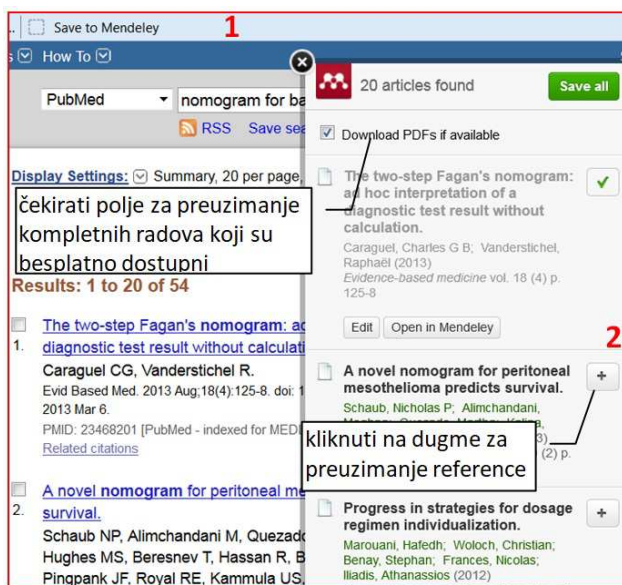 .. Save to Mendeley 1
s How To
PubMed nomogram for ba
RSS Save sea
Display Settings: Summary, 20 per page,
čekirati polje za preuzimanje
kompletnih radova koji su
besplatno dostupni
Results: 1 to 20 of 54
1. The two-step Fagan's nomogram: ad
diagnostic test result without calculati
Caraguel CG, Vanderstichel R.
Evid Based Med. 2013 Aug;18(4):125-8. doi: 1
2013 Mar 6.
PMID: 23468201 [PubMed - indexed for MEDI
Related citations
2. A novel nomogram for peritoneal me
survival.
Schaub NP, Alimchandani M, Quezado
Hughes MS, Beresnev T, Hassan R, B
Pingpank JF, Royal RE, Kammula US,
20 articles found Save all
Download PDFs if available
The two-step Fagan's nomogram:
ad hoc interpretation of a
diagnostic test result without
calculation.
Caraguel, Charles G B; Vanderstichel,
Raphaël (2013)
Evidence-based medicine vol. 18 (4) p.
125-8
Edit Open in Mendeley
2
A novel nomogram for peritoneal
mesothelioma predicts survival.
Schaub, Nicholas P; Alimchandani,
3)
(2) p.
kliknuti na dugme za
preuzimanje reference
Progress in strategies for dosage
regimen individualization.
Marouani, Hafedh; Woloch, Christian;
Benay, Stephan; Frances, Nicolas;
Iliadis, Athanassios (2012)